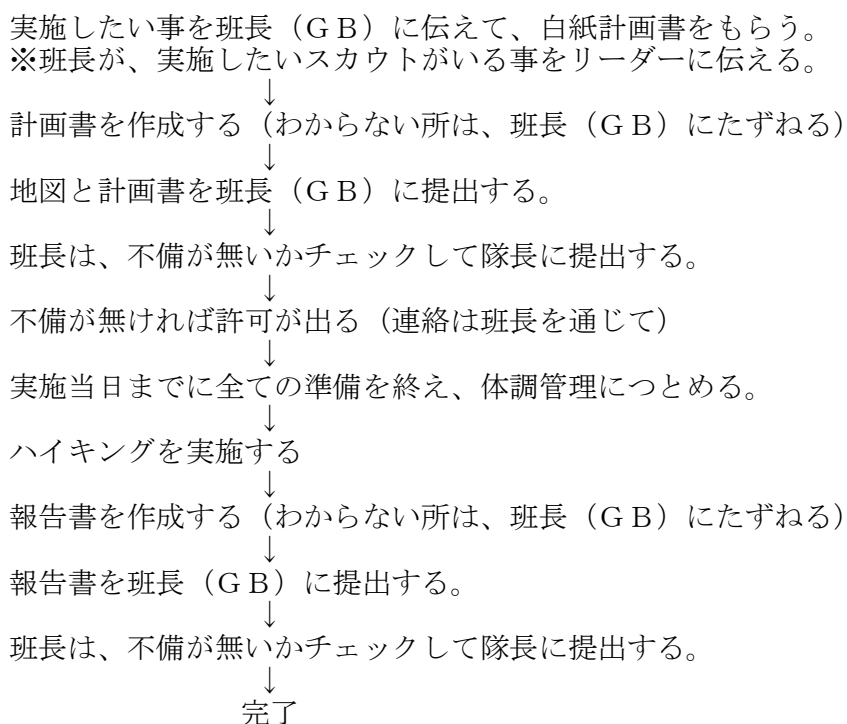 実施したい事を班長（ＧＢ）に伝えて、白紙計画書をもらう。
※班長が、実施したいスカウトがいる事をリーダーに伝える。
↓
計画書を作成する（わからない所は、班長（ＧＢ）にたずねる）
↓
地図と計画書を班長（ＧＢ）に提出する。
↓
班長は、不備が無いかチェックして隊長に提出する。
↓
不備が無ければ許可が出る（連絡は班長を通じて）
↓
実施当日までに全ての準備を終え、体調管理につとめる。
↓
ハイキングを実施する
↓
報告書を作成する（わからない所は、班長（ＧＢ）にたずねる）
↓
報告書を班長（ＧＢ）に提出する。
↓
班長は、不備が無いかチェックして隊長に提出する。
↓
完了